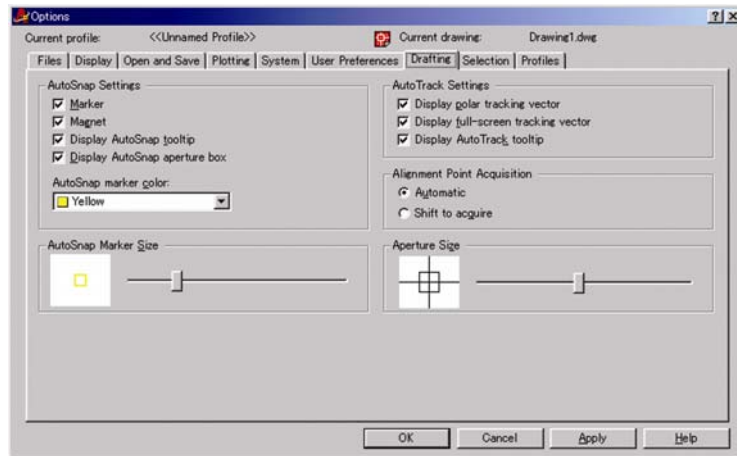 Options
Current profile: <<Unnamed Profile>> Current drawing: Drawing1.dwg
Files Display Open and Save Plotting System User Preferences Drafting Selection Profiles
AutoSnap Settings
Marker
Magnet
Display AutoSnap tooltip
Display AutoSnap aperture box
AutoSnap marker color:
Yellow
AutoSnap Marker Size
AutoTrack Settings
Display polar tracking vector
Display full-screen tracking vector
Display AutoTrack tooltip
Alignment Point Acquisition
Automatic
Shift to acquire
Aperture Size
OK Cancel Apply Help